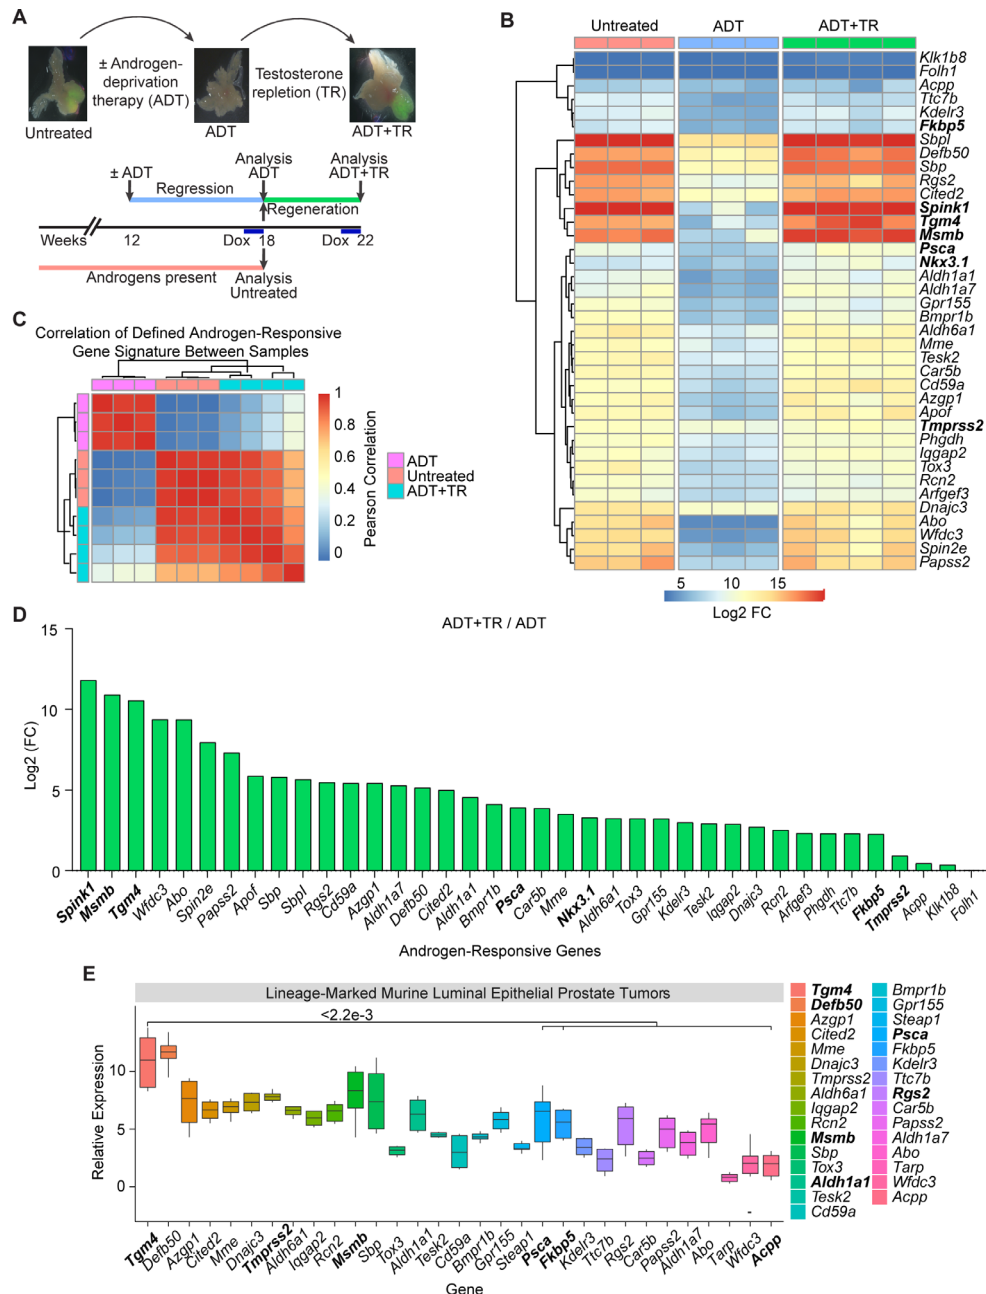 A
± Androgen-
deprivation
therapy (ADT)
Testosterone
repletion (TR)
Untreated
ADT
ADT+TR
± ADT
Analysis
ADT
Analysis
ADT+TR
Regression
Regeneration
Weeks
12
Dox
18
Dox
22
Androgens present
Analysis
Untreated
B
Untreated
ADT
ADT+TR
Klk1b8
Folh1
Acpp
Ttc7b
Kdelr3
Fkbp5
Sbpl
Defb50
Sbp
Rgs2
Cited2
Spink1
Tgm4
Msmb
Psca
Nkx3.1
Aldh1a1
Aldh1a7
Gpr155
Bmpr1b
Aldh6a1
Mme
Tesk2
Car5b
Cd59a
Azgp1
Apof
Tmprss2
Phgdh
Iqgap2
Tox3
Rcn2
Arfgef3
Dnajc3
Abo
Wfdc3
Spin2e
Papss2
5
10
15
Log2 FC
C
Correlation of Defined Androgen-Responsive
Gene Signature Between Samples
1
0.8
0.6
0.4
0.2
0
Pearson Correlation
ADT
Untreated
ADT+TR
D
ADT+TR / ADT
15
10
5
0
Log2 (FC)
Spink1
Msmb
Tgm4
Wfdc3
Abo
Spin2e
Papss2
Apof
Sbp
Sbpl
Rgs2
Cd59a
Azgp1
Aldh1a7
Defb50
Cited2
Aldh1a1
Bmpr1b
Psca
Car5b
Mme
Nkx3.1
Aldh6a1
Tox3
Gpr155
Kdelr3
Tesk2
Iqgap2
Dnajc3
Rcn2
Arfgef3
Phgdh
Ttc7b
Fkbp5
Tmprss2
Acpp
Klk1b8
Folh1
Androgen-Responsive Genes
E
Lineage-Marked Murine Luminal Epithelial Prostate Tumors
<2.2e-3
10
5
0
Relative Expression
Tgm4
Defb50
Azgp1
Cited2
Mme
Dnajc3
Tmprss2
Aldh6a1
Iqgap2
Rcn2
Msmb
Sbp
Tox3
Aldh1a1
Tesk2
Cd59a
Bmpr1b
Gpr155
Steap1
Psca
Fkbp5
Kdelr3
Ttc7b
Rgs2
Car5b
Papss2
Aldh1a7
Abo
Tarp
Wfdc3
Acpp
Gene
Tgm4
Defb50
Azgp1
Cited2
Mme
Dnajc3
Tmprss2
Aldh6a1
Iqgap2
Rcn2
Msmb
Sbp
Tox3
Aldh1a1
Tesk2
Cd59a
Bmpr1b
Gpr155
Steap1
Psca
Fkbp5
Kdelr3
Ttc7b
Rgs2
Car5b
Papss2
Aldh1a7
Abo
Tarp
Wfdc3
Acpp